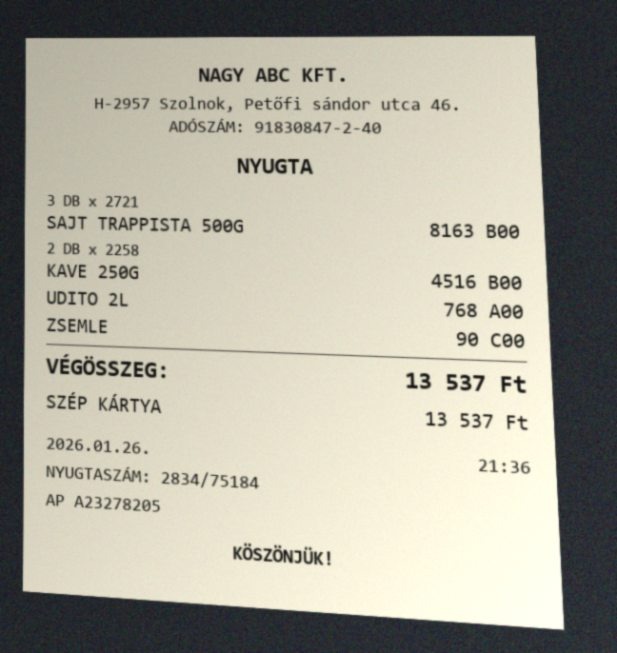 NAGY ABC KFT.
H-2957 Szolnok, Petőfi sándor utca 46.
ADÓSZÁM: 91830847-2-40
NYUGTA
3 DB x 2721
SAJT TRAPPISTA 500G 8163 B00
2 DB x 2258
KAVE 250G 4516 B00
UDITO 2L 768 A00
ZSEMLE 90 C00
VÉGÖSSZEG: 13 537 Ft
SZÉP KÁRTYA 13 537 Ft
2026.01.26. 21:36
NYUGTASZÁM: 2834/75184
AP A23278205
KÖSZÖNJÜK!